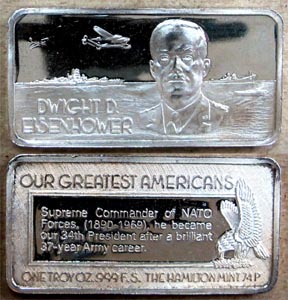 DWIGHT D.
EISENHOWER
OUR GREATEST AMERICANS
Supreme Commander of NATO
Forces, (1890-1969), he became
our 34th President after a brilliant
37-year Army career.
ONE TROY OZ. .999 F. S. THE HAMILTON MINT 74P